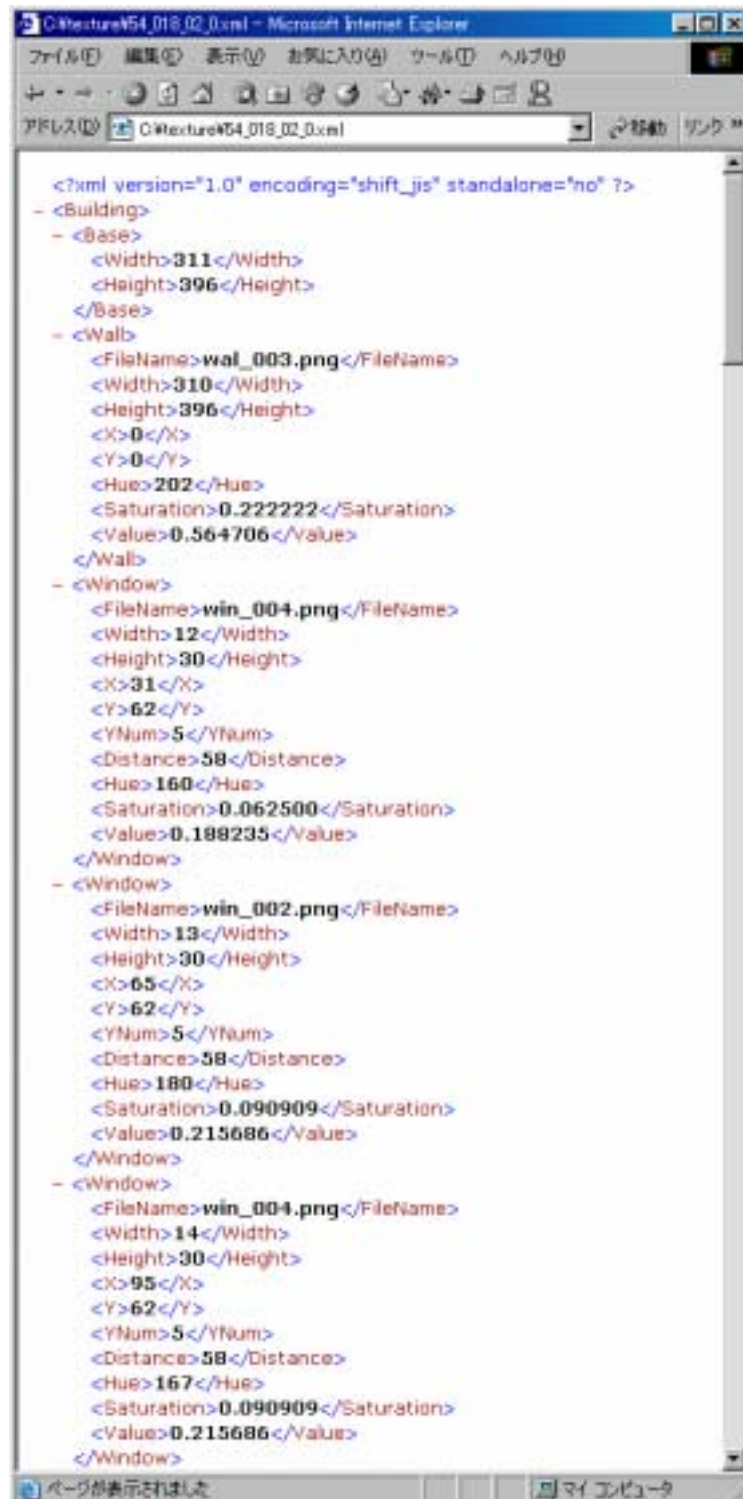 C:¥texture¥54_018_02_0.xml - Microsoft Internet Explorer
ファイル(F) 編集(E) 表示(V) お気に入り(A) ツール(T) ヘルプ(H)
アドレス(D) C:¥texture¥54_018_02_0.xml 移動 リンク »
<?xml version="1.0" encoding="shift_jis" standalone="no" ?>
- <Building>
- <Base>
<Width>311</Width>
<Height>396</Height>
</Base>
- <Wall>
<FileName>wal_003.png</FileName>
<Width>310</Width>
<Height>396</Height>
<X>0</X>
<Y>0</Y>
<Hue>202</Hue>
<Saturation>0.222222</Saturation>
<Value>0.564706</Value>
</Wall>
- <Window>
<FileName>win_004.png</FileName>
<Width>12</Width>
<Height>30</Height>
<X>31</X>
<Y>62</Y>
<YNum>5</YNum>
<Distance>58</Distance>
<Hue>160</Hue>
<Saturation>0.062500</Saturation>
<Value>0.188235</Value>
</Window>
- <Window>
<FileName>win_002.png</FileName>
<Width>13</Width>
<Height>30</Height>
<X>65</X>
<Y>62</Y>
<YNum>5</YNum>
<Distance>58</Distance>
<Hue>180</Hue>
<Saturation>0.090909</Saturation>
<Value>0.215686</Value>
</Window>
- <Window>
<FileName>win_004.png</FileName>
<Width>14</Width>
<Height>30</Height>
<X>95</X>
<Y>62</Y>
<YNum>5</YNum>
<Distance>58</Distance>
<Hue>167</Hue>
<Saturation>0.090909</Saturation>
<Value>0.215686</Value>
</Window>
ページが表示されました マイ コンピュータ